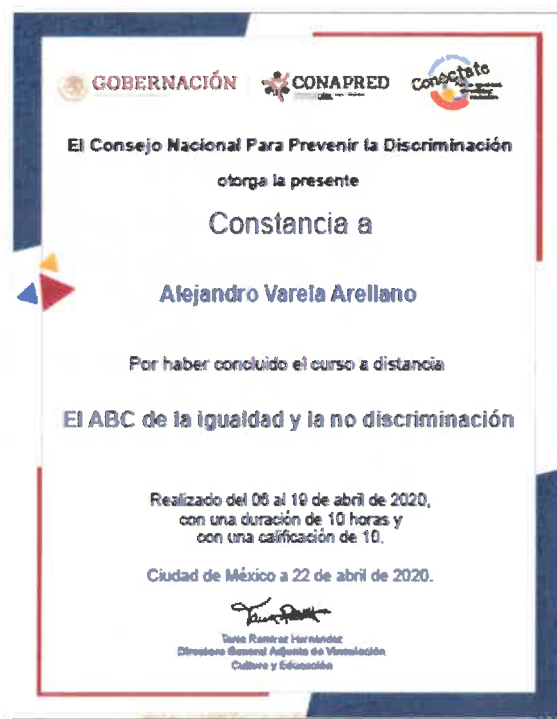 GOBERNACIÓN
CONAPRED
Conéctate
El Consejo Nacional Para Prevenir la Discriminación
otorga la presente
Constancia a
Alejandro Varela Arellano
Por haber concluido el curso a distancia
El ABC de la igualdad y la no discriminación
Realizado del 06 al 19 de abril de 2020,
con una duración de 10 horas y
con una calificación de 10.
Ciudad de México a 22 de abril de 2020.
Tania Ramírez Hernández
Directora General Adjunta de Vinculación
Cultura y Educación